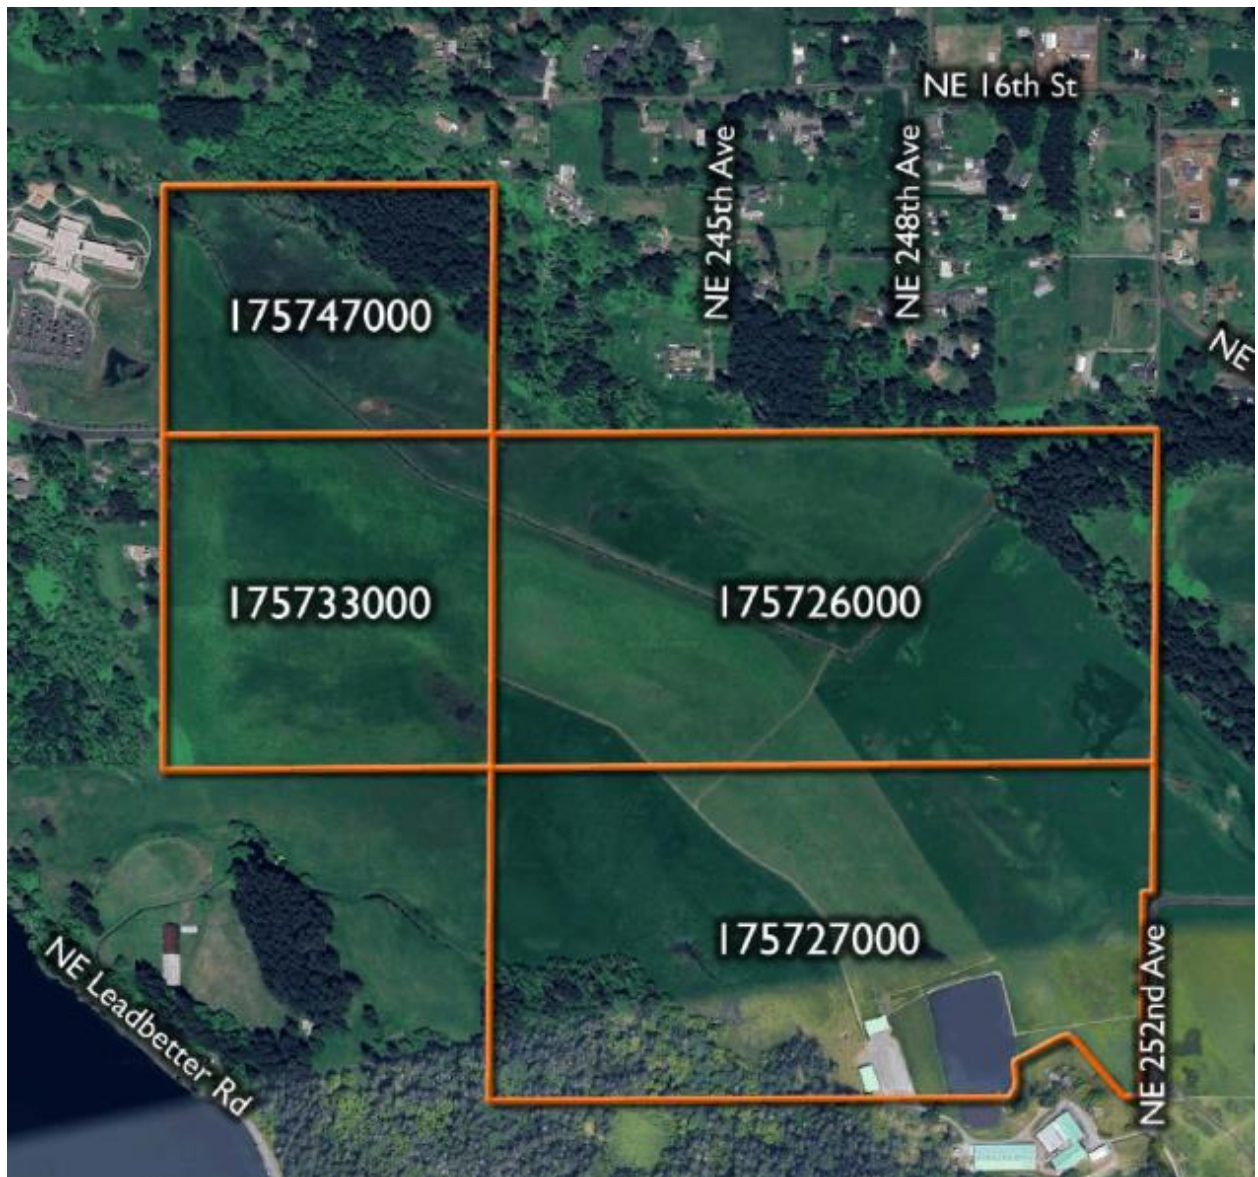 NE 16th St
NE 245th Ave
NE 248th Ave
175747000
NE
175733000
175726000
175727000
NE Leadbetter Rd
NE 252nd Ave